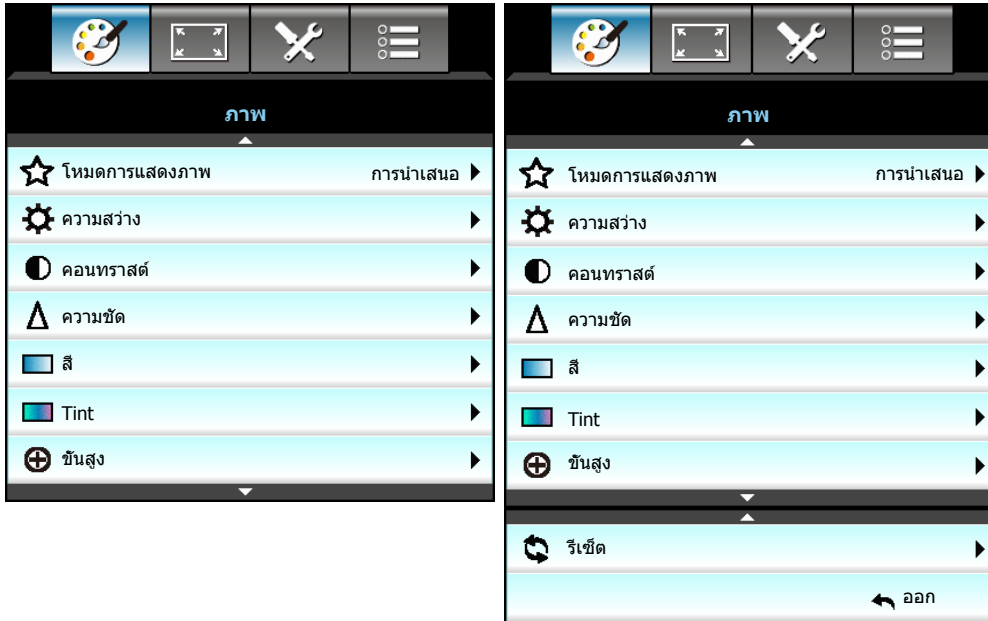 ภาพ
โหมดการแสดงภาพ การนำเสนอ
ความสว่าง
คอนทราสต์
ความชัด
สี
Tint
ขั้นสูง
ภาพ
โหมดการแสดงภาพ การนำเสนอ
ความสว่าง
คอนทราสต์
ความชัด
สี
Tint
ขั้นสูง
รีเซ็ต
ออก